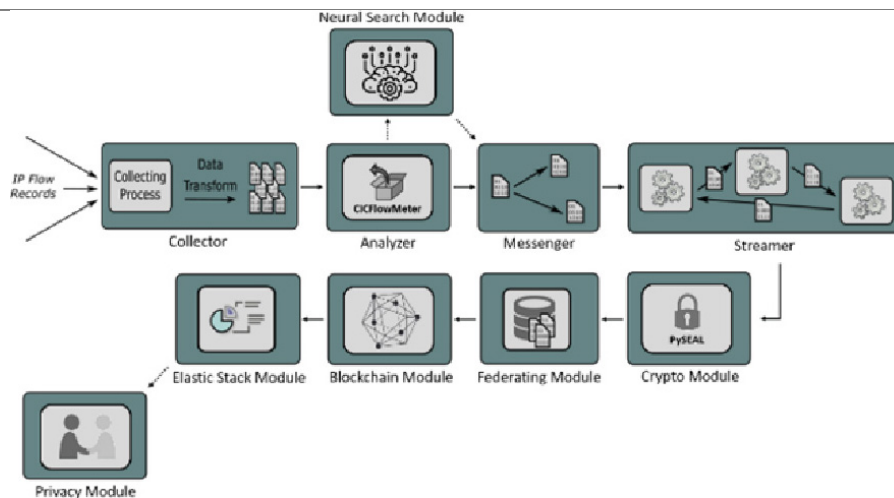 Neural Search Module
IP Flow
Records
Collecting
Process
Data
Transform
CICFlowMeter
Collector
Analyzer
Messenger
Streamer
PySEAL
Elastic Stack Module
Blockchain Module
Federating Module
Crypto Module
Privacy Module